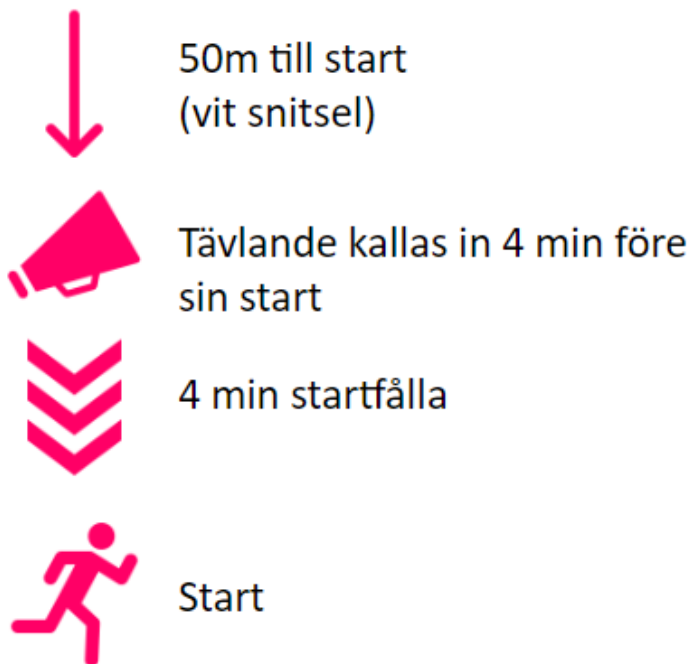 50m till start
(vit snitsel)
Tävlande kallas in 4 min före
sin start
4 min startfålla
Start